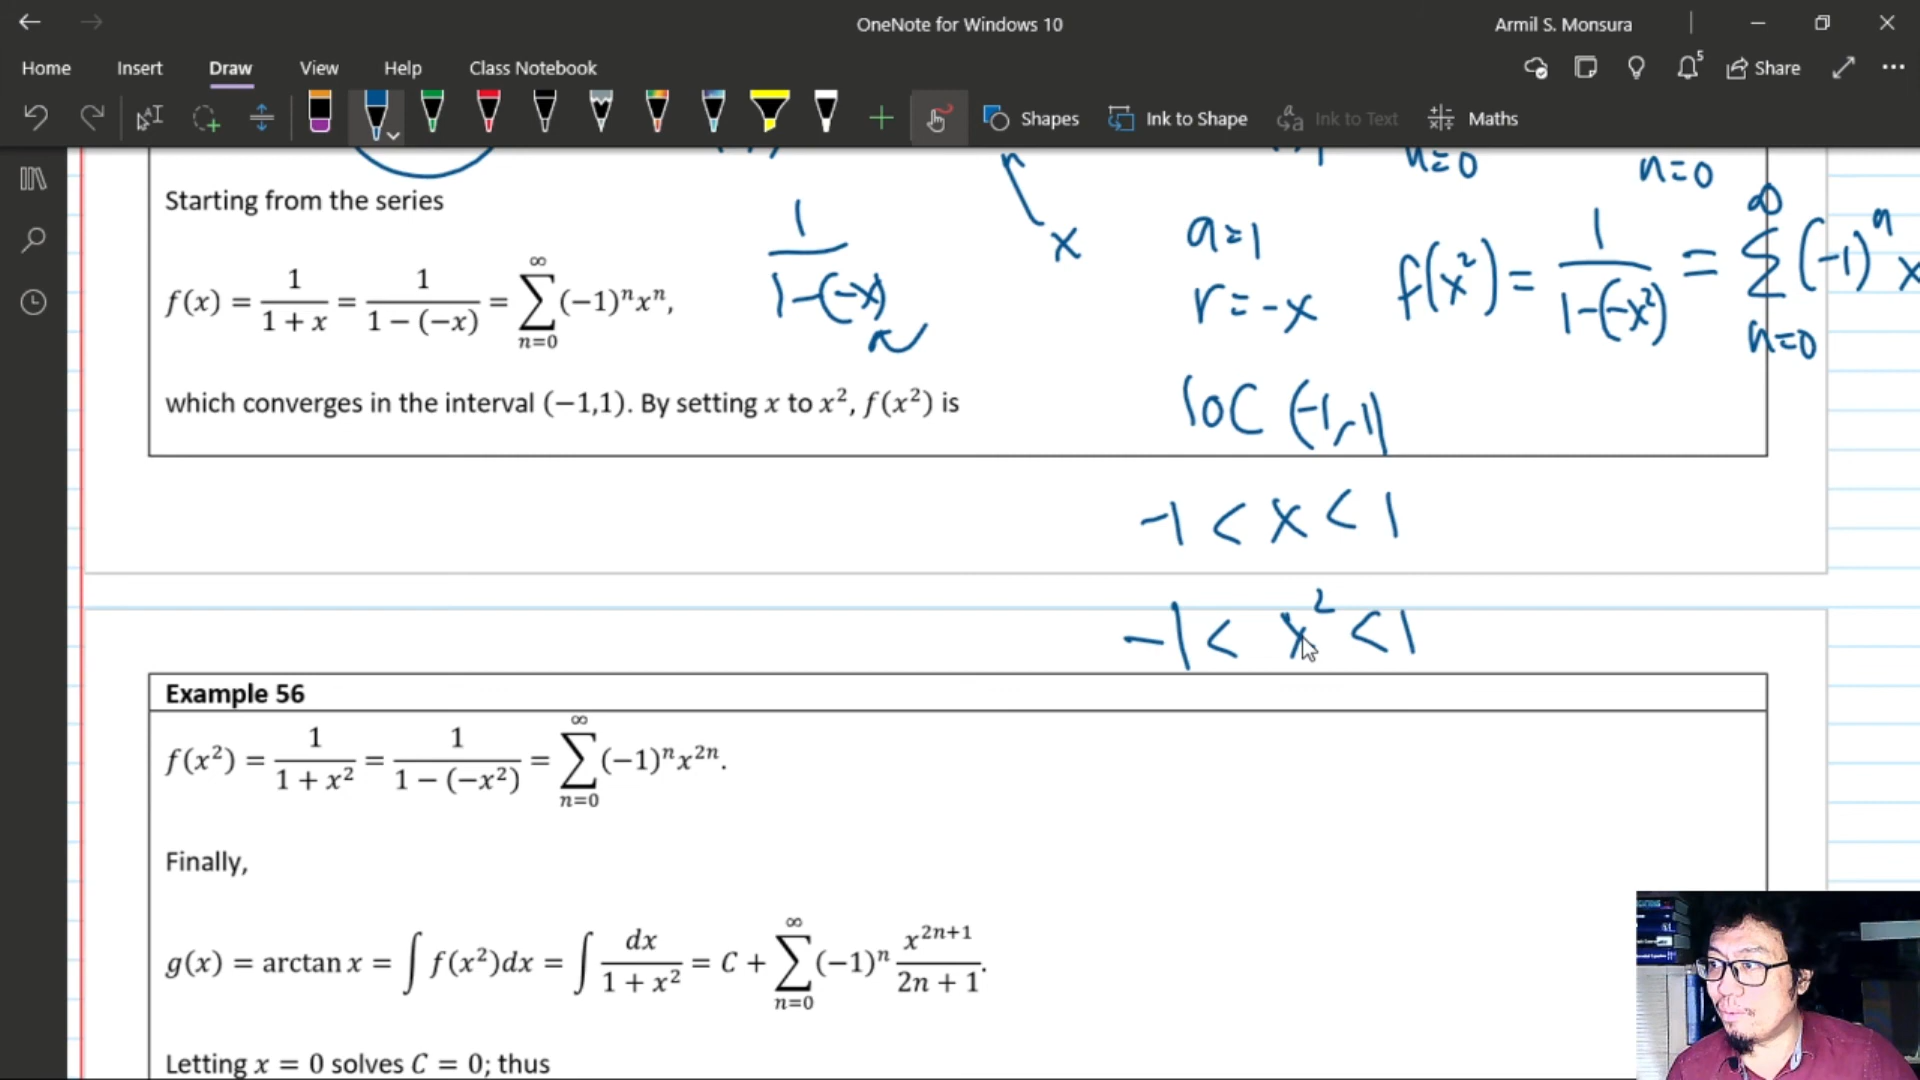 OneNote for Windows 10
Armil S. Monsura
Home Insert Draw View Help Class Notebook
5 Share
Shapes Ink to Shape Ink to Text Maths
n=0 n=0
Starting from the series
f(x) = 1/(1 + x) = 1/(1 − (−x)) = ∑_{n=0}^{∞} (−1)ⁿxⁿ,
1/(1-(-x))
x
a=1
r=-x
f(x²) = 1/(1-(-x²)) = ∑_{n=0}^{∞} (-1)ⁿ x
which converges in the interval (−1,1). By setting x to x², f(x²) is
IOC (-1,1)
-1 < x < 1
-1 < x² < 1
Example 56
f(x²) = 1/(1 + x²) = 1/(1 − (−x²)) = ∑_{n=0}^{∞} (−1)ⁿx²ⁿ.
Finally,
g(x) = arctan x = ∫ f(x²)dx = ∫ dx/(1 + x²) = C + ∑_{n=0}^{∞} (−1)ⁿ x²ⁿ⁺¹/(2n + 1).
Letting x = 0 solves C = 0; thus